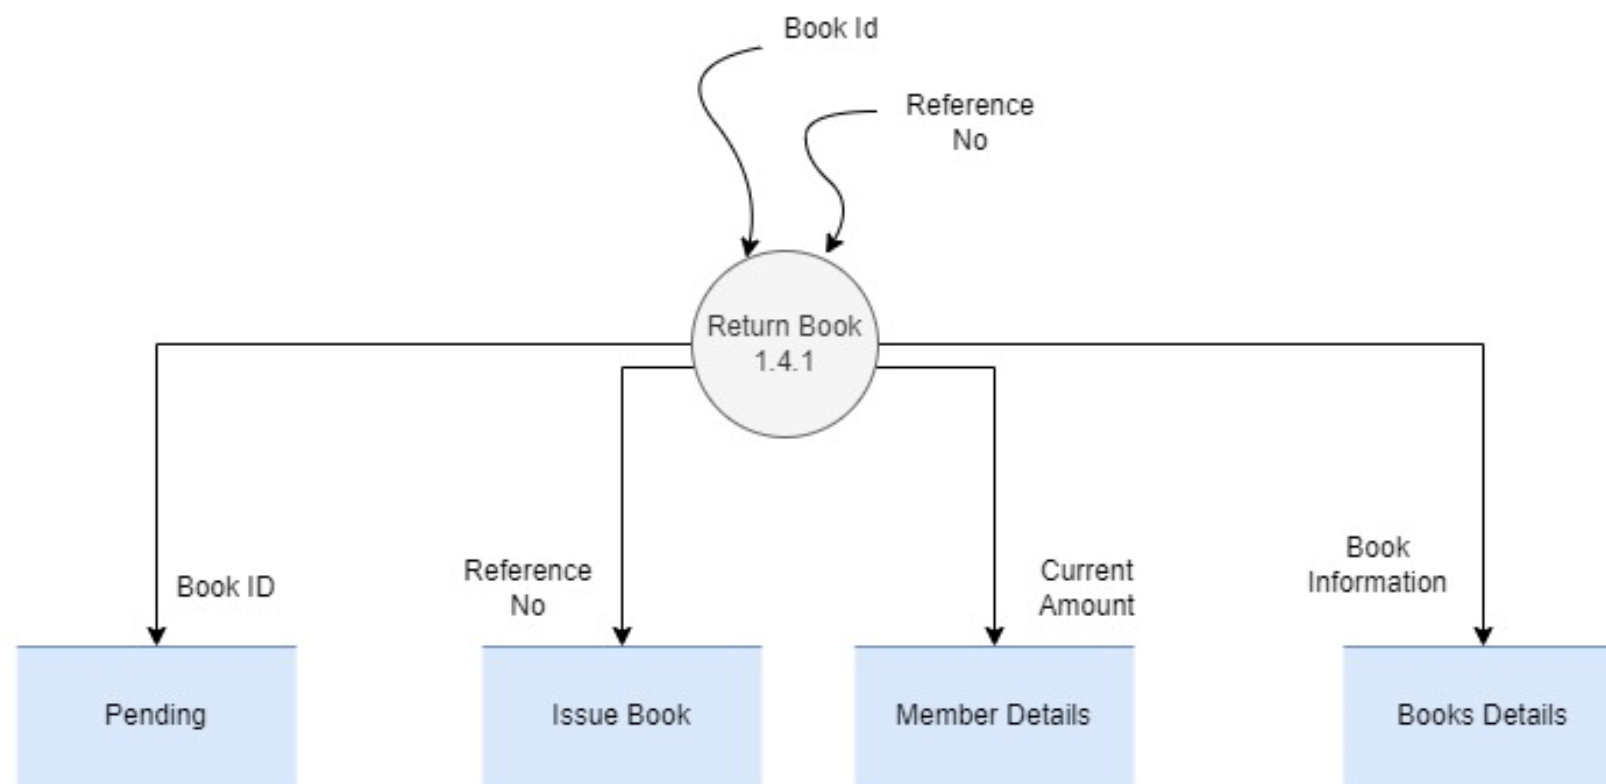 Book Id
Reference
No
Return Book
1.4.1
Book ID
Reference
No
Current
Amount
Book
Information
Pending
Issue Book
Member Details
Books Details